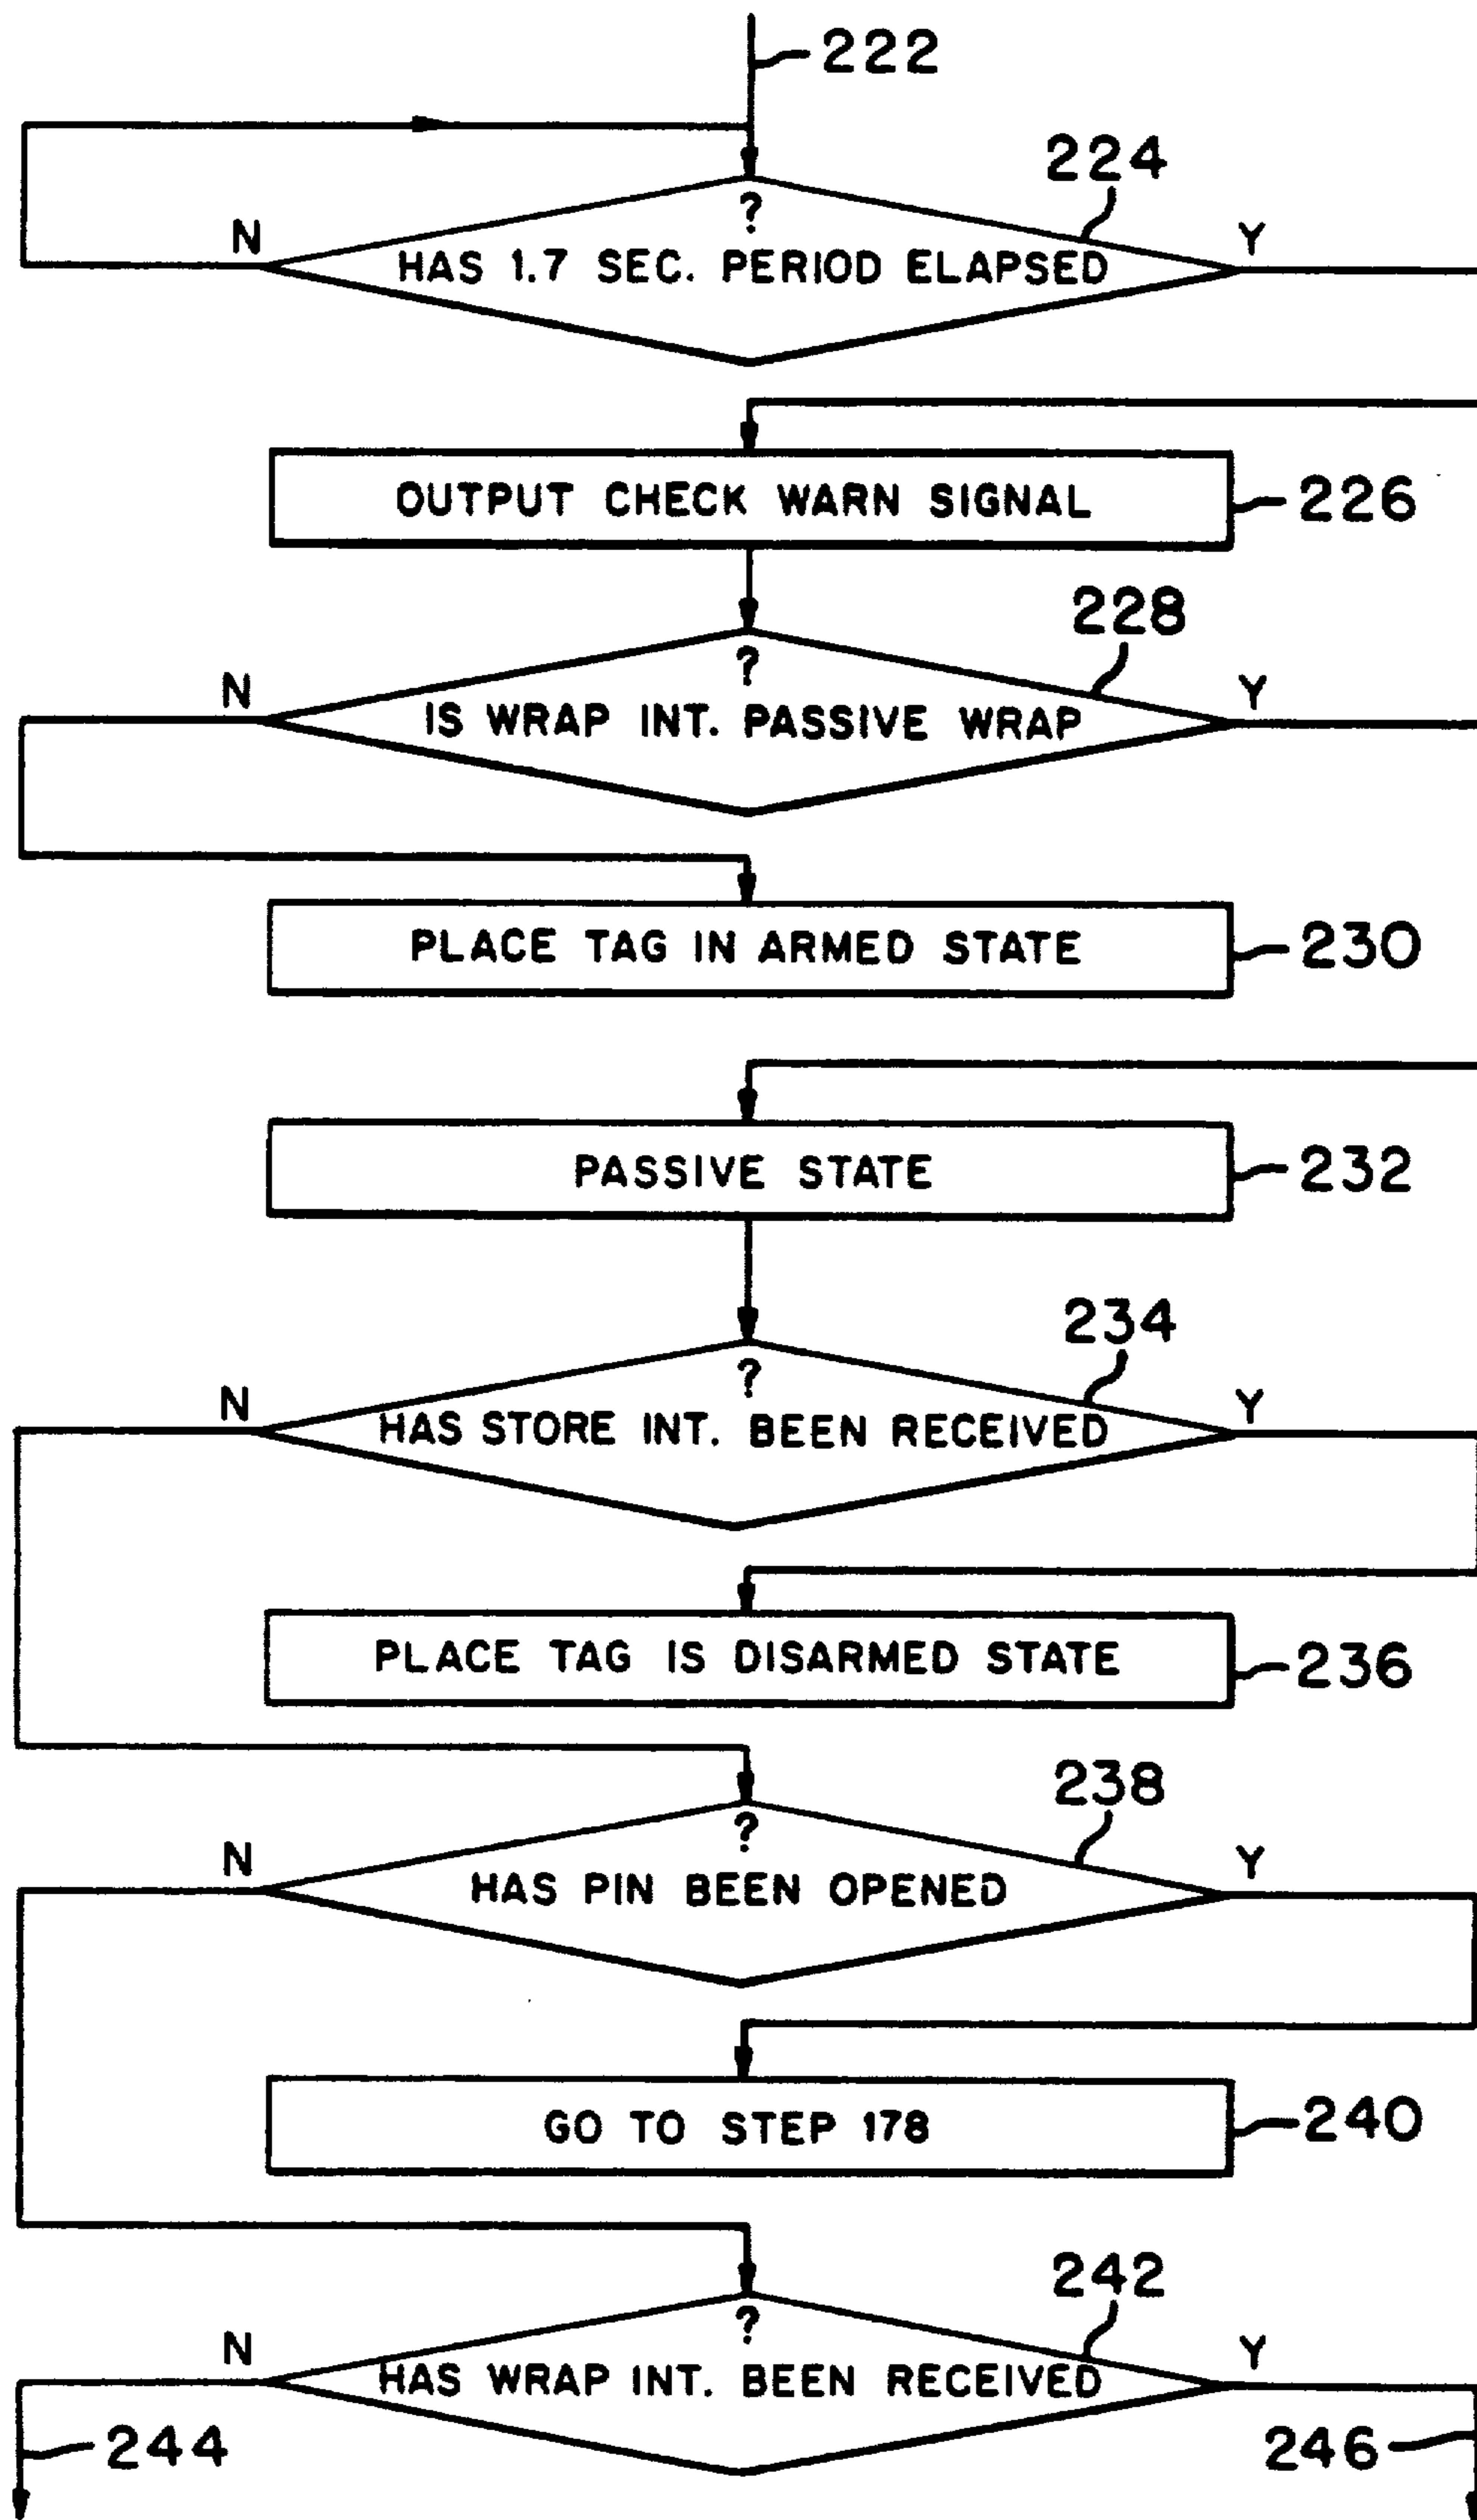 222
224
?
N
Y
HAS 1.7 SEC. PERIOD ELAPSED
OUTPUT CHECK WARN SIGNAL
226
228
?
N
Y
IS WRAP INT. PASSIVE WRAP
PLACE TAG IN ARMED STATE
230
PASSIVE STATE
232
234
?
N
Y
HAS STORE INT. BEEN RECEIVED
PLACE TAG IS DISARMED STATE
236
238
?
N
Y
HAS PIN BEEN OPENED
GO TO STEP 178
240
242
?
N
Y
HAS WRAP INT. BEEN RECEIVED
244
246